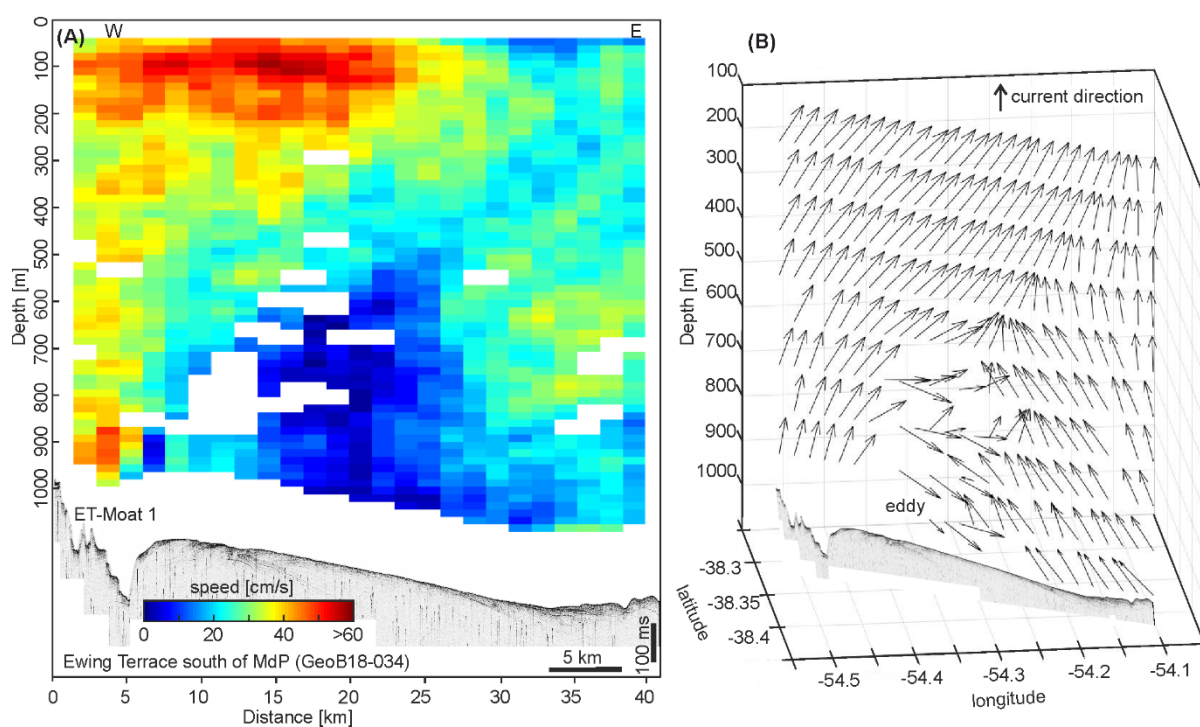 (A)
W
E
0
100
200
300
400
500
600
700
800
900
1000
Depth [m]
ET-Moat 1
speed [cm/s]
0 20 40 >60
100 ms
Ewing Terrace south of MdP (GeoB18-034)
5 km
0 5 10 15 20 25 30 35 40
Distance [km]
(B)
current direction
100
200
300
400
500
600
700
800
900
1000
Depth [m]
eddy
-38.3
-38.35
-38.4
latitude
-54.5 -54.4 -54.3 -54.2 -54.1
longitude